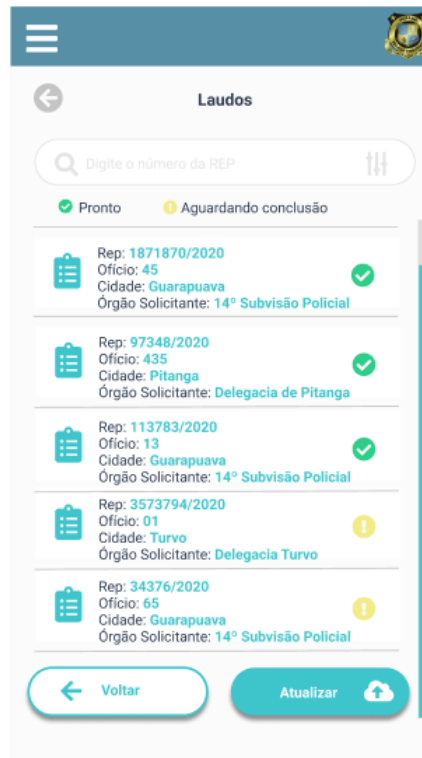 Laudos
Digite o número da REP
Pronto
Aguardando conclusão
Rep: 1871870/2020
Ofício: 45
Cidade: Guarapuava
Órgão Solicitante: 14º Subvisão Policial
Rep: 97348/2020
Ofício: 435
Cidade: Pitanga
Órgão Solicitante: Delegacia de Pitanga
Rep: 113783/2020
Ofício: 13
Cidade: Guarapuava
Órgão Solicitante: 14º Subvisão Policial
Rep: 3573794/2020
Ofício: 01
Cidade: Turvo
Órgão Solicitante: Delegacia Turvo
Rep: 34376/2020
Ofício: 65
Cidade: Guarapuava
Órgão Solicitante: 14º Subvisão Policial
Voltar
Atualizar